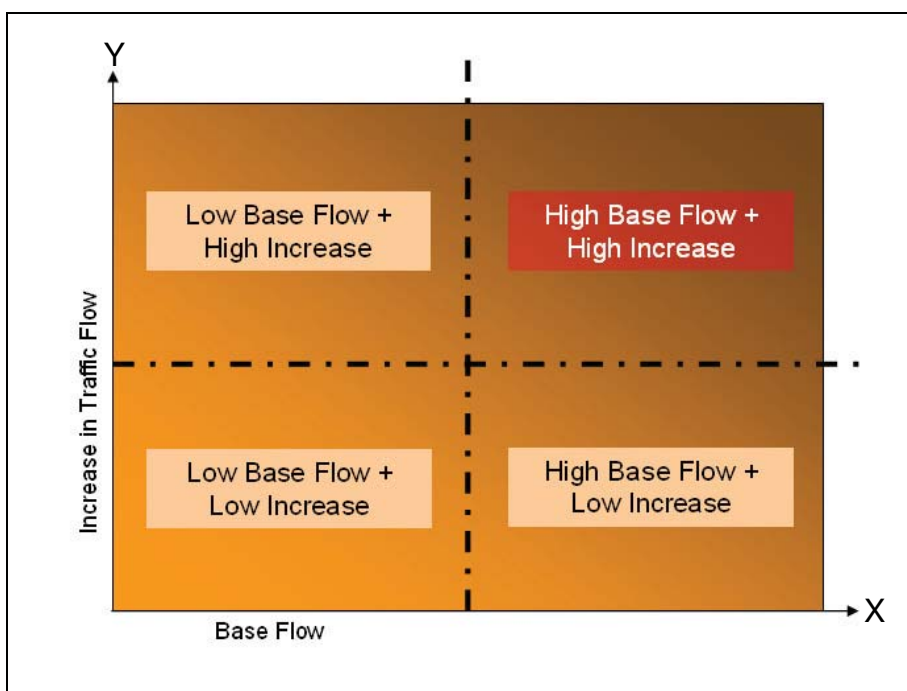 Y
Low Base Flow +
High Increase
High Base Flow +
High Increase
Increase in Traffic Flow
Low Base Flow +
Low Increase
High Base Flow +
Low Increase
X
Base Flow